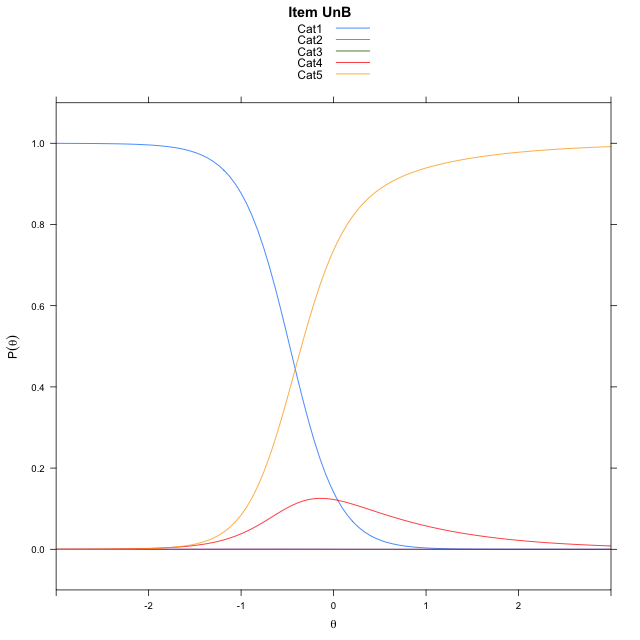 Item UnB
Cat1
Cat2
Cat3
Cat4
Cat5
P(θ)
1.0
0.8
0.6
0.4
0.2
0.0
-2 -1 0 1 2
θ